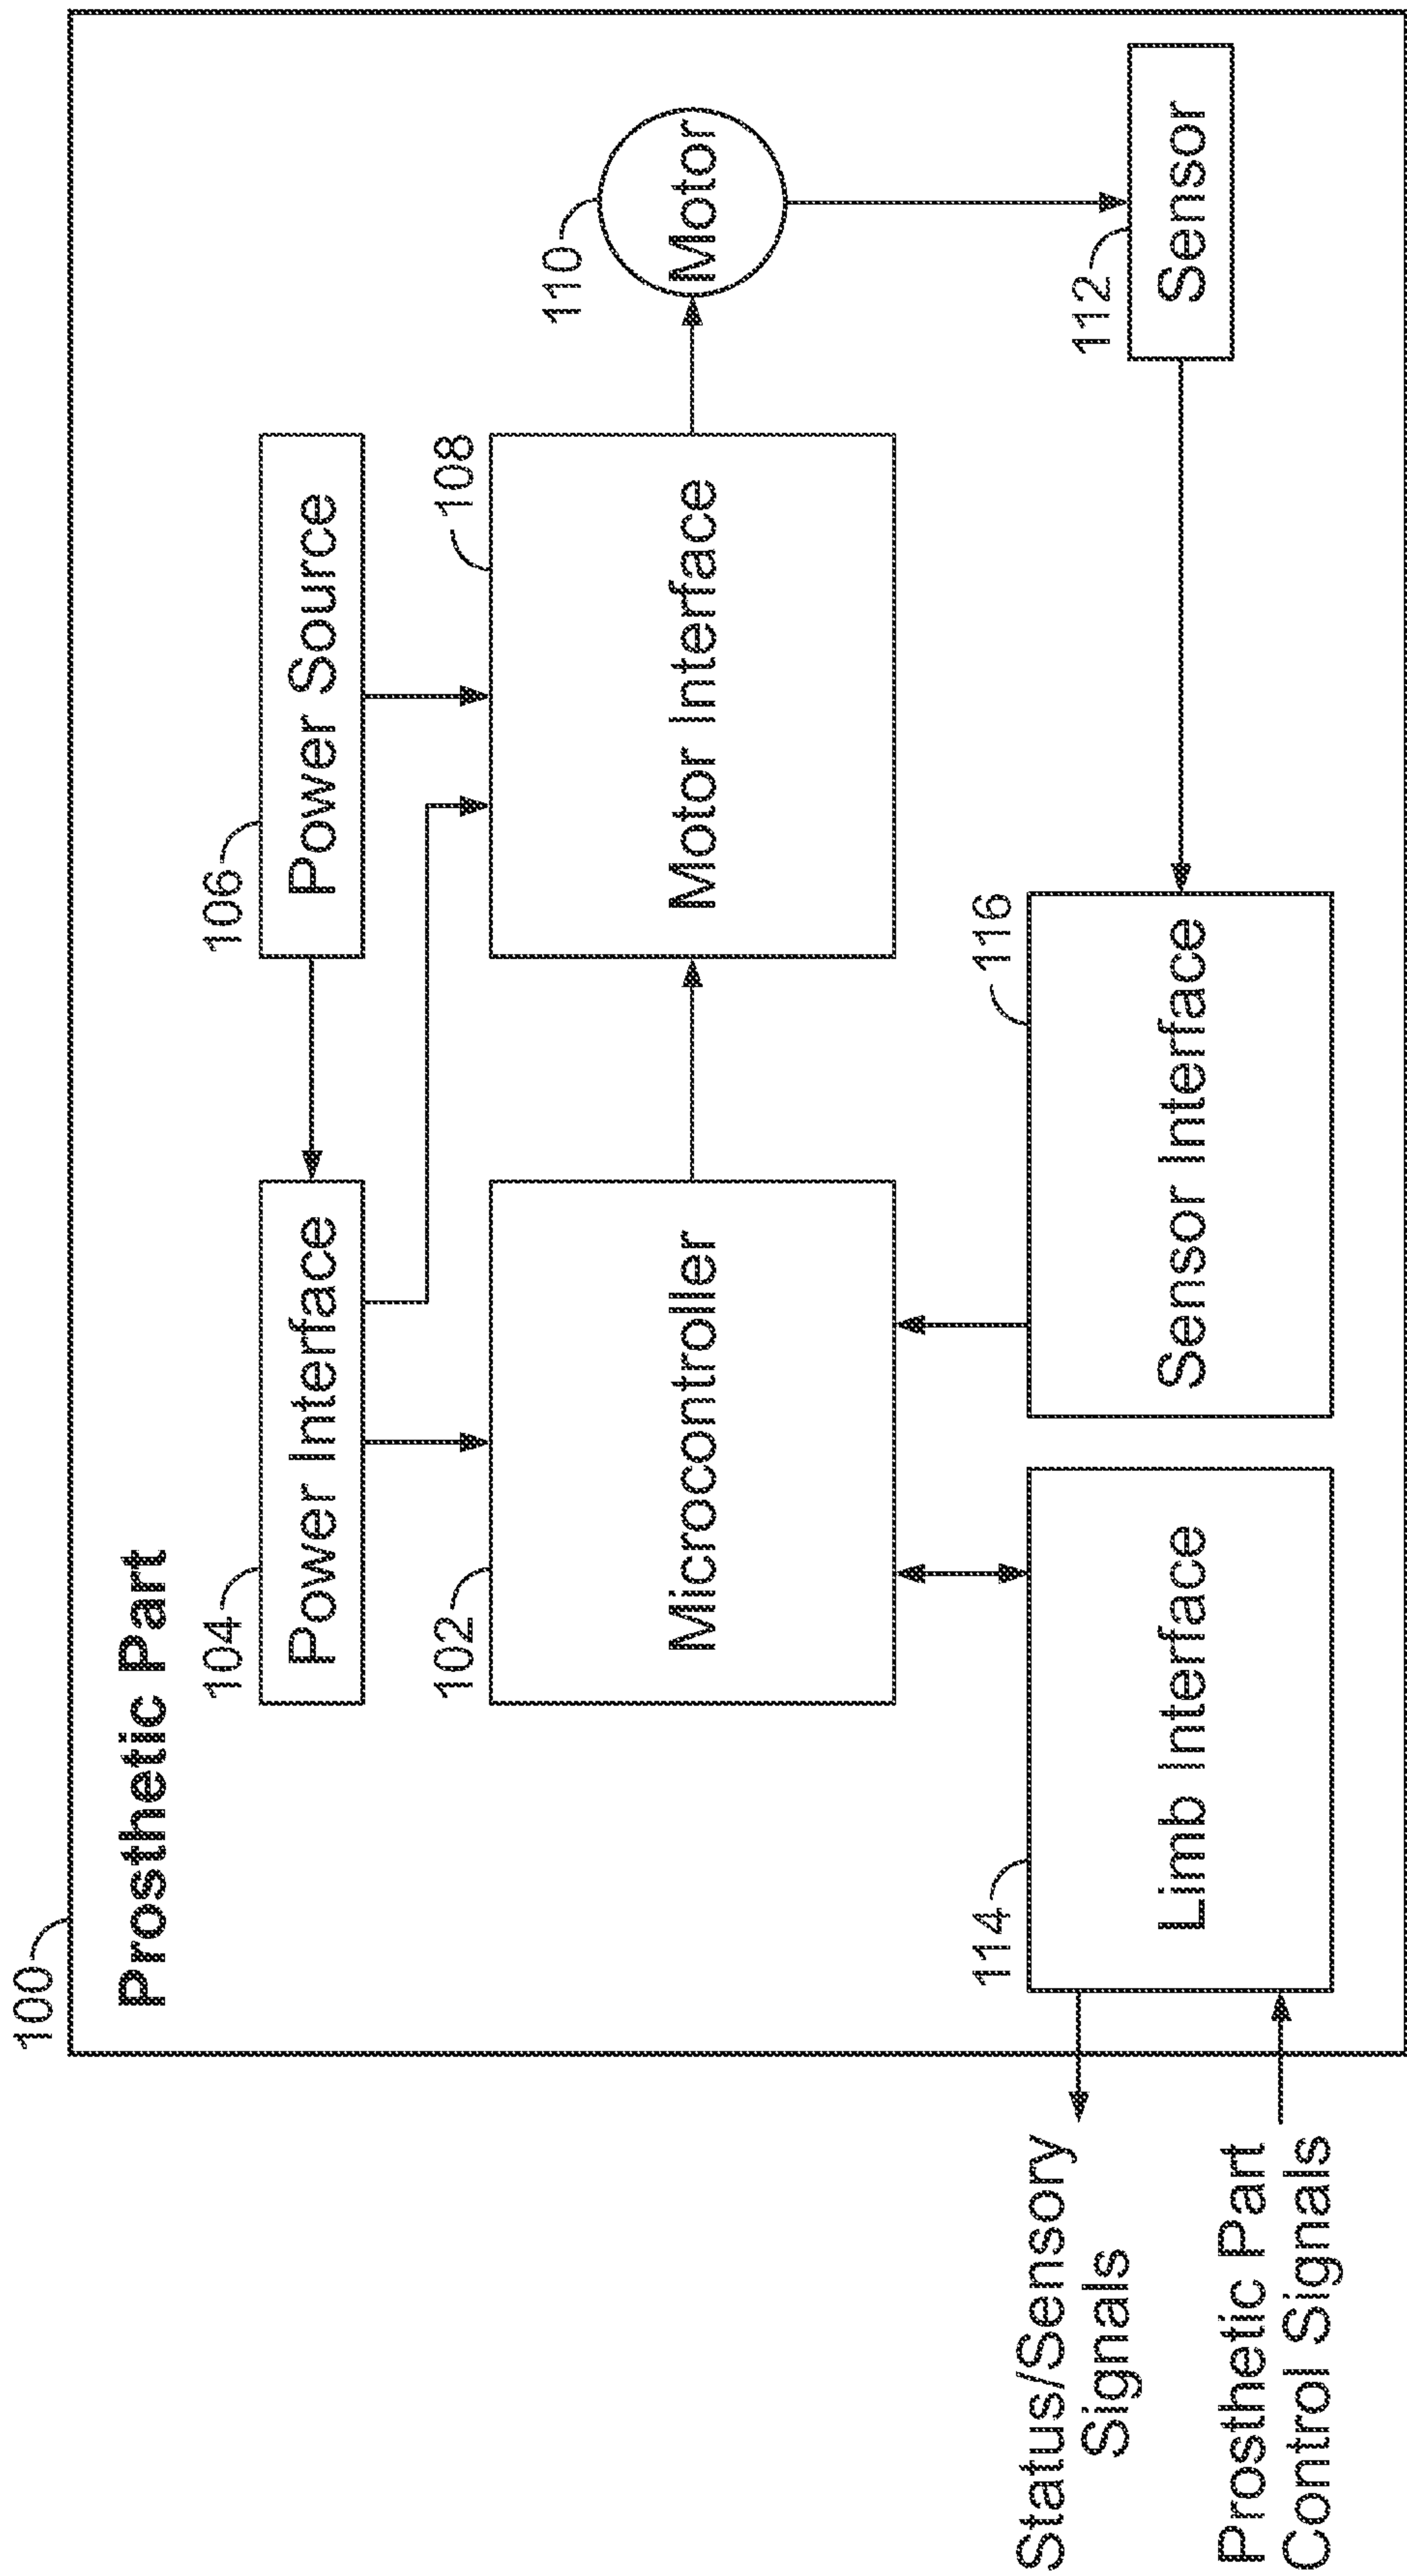 100
Prosthetic Part
104
Power Interface
106
Power Source
102
Microcontroller
108
Motor Interface
110
Motor
114
Limb Interface
116
Sensor Interface
112
Sensor
Status/Sensory
Signals
Prosthetic Part
Control Signals